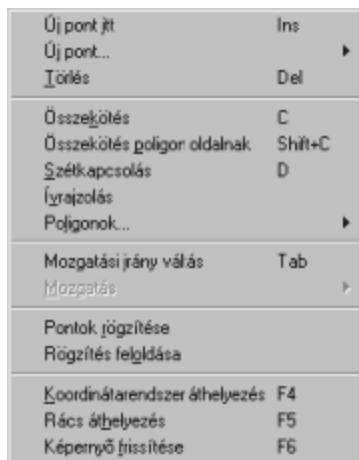 Új pont itt Ins
Új pont...
Törlés Del
Összekötés C
Összekötés poligon oldalnak Shift+C
Szétkapcsolás D
Ívrajzolás
Poligonok...
Mozgatási irány váltás Tab
Mozgatás
Pontok rögzítése
Rögzítés feloldása
Koordinátarendszer áthelyezés F4
Rács áthelyezés F5
Képernyő frissítése F6